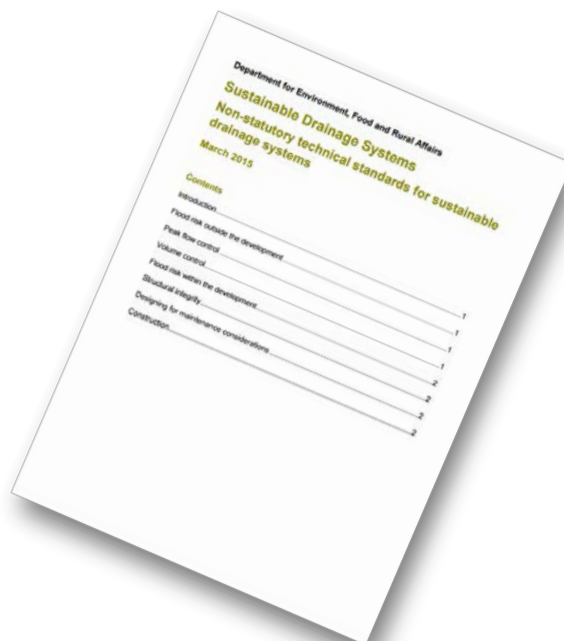 Department for Environment, Food and Rural Affairs
Sustainable Drainage Systems
Non-statutory technical standards for sustainable
drainage systems
March 2015
Contents
Introduction 1
Flood risk outside the development 1
Peak flow control 1
Volume control 1
Flood risk within the development 2
Structural integrity 2
Designing for maintenance considerations 2
Construction 2